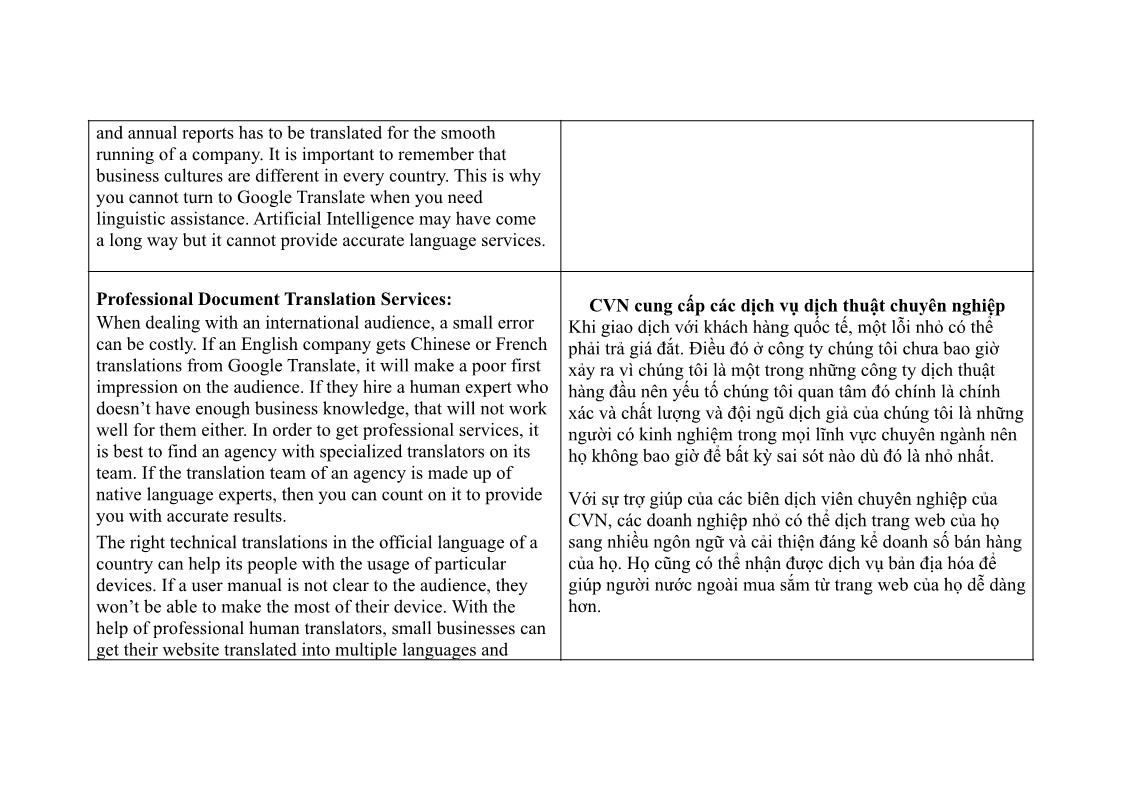 and annual reports has to be translated for the smooth
running of a company. It is important to remember that
business cultures are different in every country. This is why
you cannot turn to Google Translate when you need
linguistic assistance. Artificial Intelligence may have come
a long way but it cannot provide accurate language services.
Professional Document Translation Services:
When dealing with an international audience, a small error
can be costly. If an English company gets Chinese or French
translations from Google Translate, it will make a poor first
impression on the audience. If they hire a human expert who
doesn’t have enough business knowledge, that will not work
well for them either. In order to get professional services, it
is best to find an agency with specialized translators on its
team. If the translation team of an agency is made up of
native language experts, then you can count on it to provide
you with accurate results.
The right technical translations in the official language of a
country can help its people with the usage of particular
devices. If a user manual is not clear to the audience, they
won’t be able to make the most of their device. With the
help of professional human translators, small businesses can
get their website translated into multiple languages and
CVN cung cấp các dịch vụ dịch thuật chuyên nghiệp
Khi giao dịch với khách hàng quốc tế, một lỗi nhỏ có thể
phải trả giá đắt. Điều đó ở công ty chúng tôi chưa bao giờ
xảy ra vì chúng tôi là một trong những công ty dịch thuật
hàng đầu nên yếu tố chúng tôi quan tâm đó chính là chính
xác và chất lượng và đội ngũ dịch giả của chúng tôi là những
người có kinh nghiệm trong mọi lĩnh vực chuyên ngành nên
họ không bao giờ để bất kỳ sai sót nào dù đó là nhỏ nhất.
Với sự trợ giúp của các biên dịch viên chuyên nghiệp của
CVN, các doanh nghiệp nhỏ có thể dịch trang web của họ
sang nhiều ngôn ngữ và cải thiện đáng kể doanh số bán hàng
của họ. Họ cũng có thể nhận được dịch vụ bản địa hóa để
giúp người nước ngoài mua sắm từ trang web của họ dễ dàng
hơn.